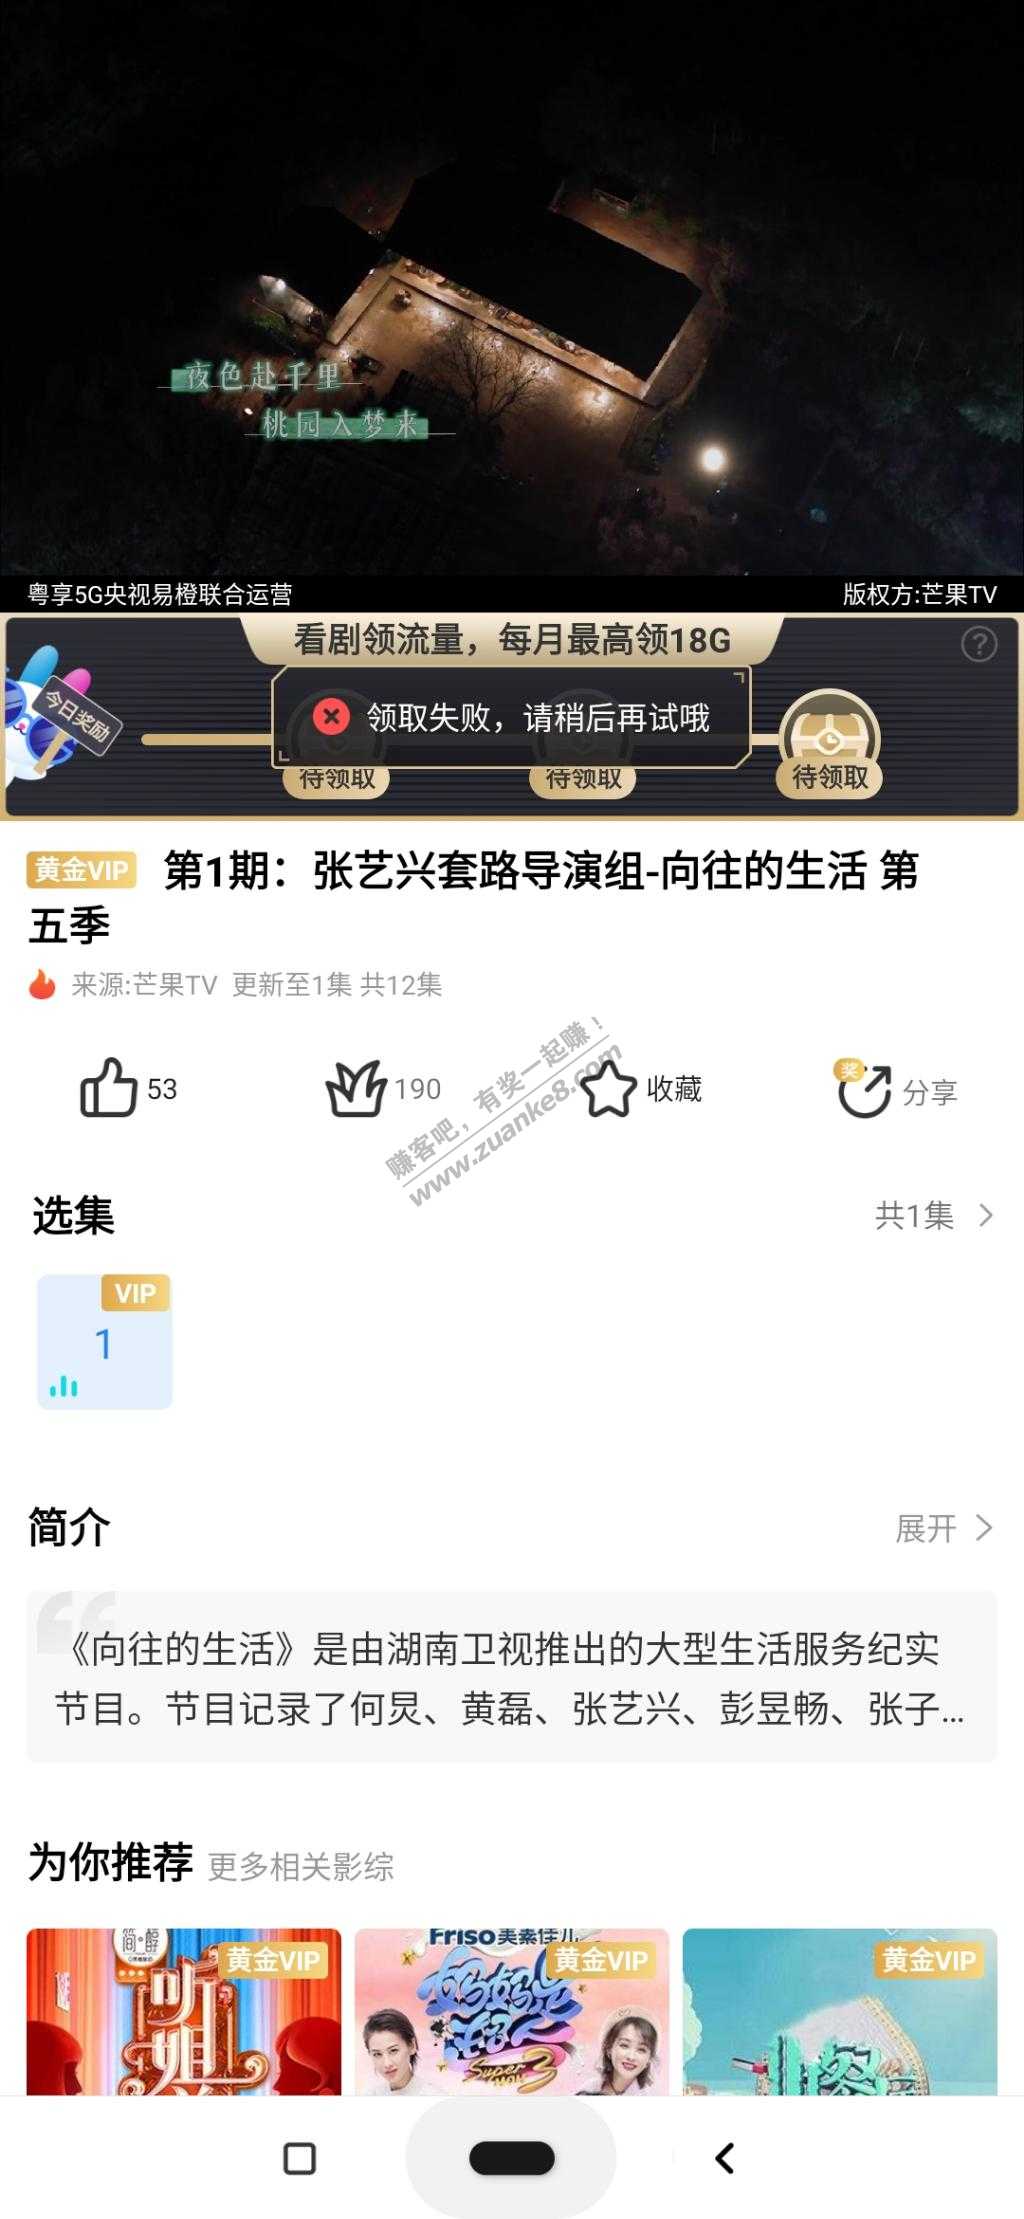 夜色赴千里
桃园入梦来
粤享5G央视易橙联合运营
版权方:芒果TV
看剧领流量，每月最高领18G
?
今日奖励
领取失败，请稍后再试哦
待领取
待领取
待领取
黄金VIP 第1期：张艺兴套路导演组-向往的生活 第
五季
来源:芒果TV 更新至1集 共12集
53
190
收藏
奖
分享
赚客吧，有奖一起赚！
www.zuanke8.com
选集
共1集
VIP
1
简介
展开
《向往的生活》是由湖南卫视推出的大型生活服务纪实
节目。节目记录了何炅、黄磊、张艺兴、彭昱畅、张子...
为你推荐 更多相关影综
简·醇
黄金VIP
Friso美素佳儿
黄金VIP
妈妈是超人
Super
3
黄金VIP